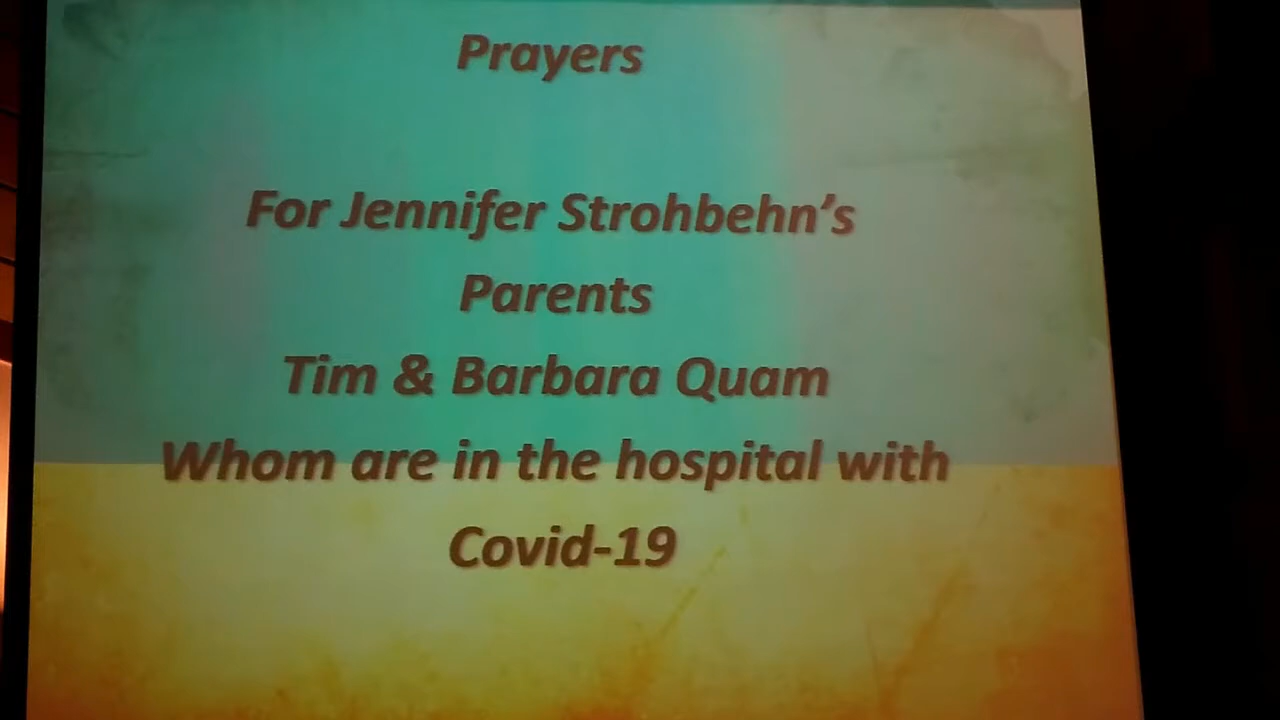 Prayers
For Jennifer Strohbehn’s
Parents
Tim & Barbara Quam
Whom are in the hospital with
Covid-19